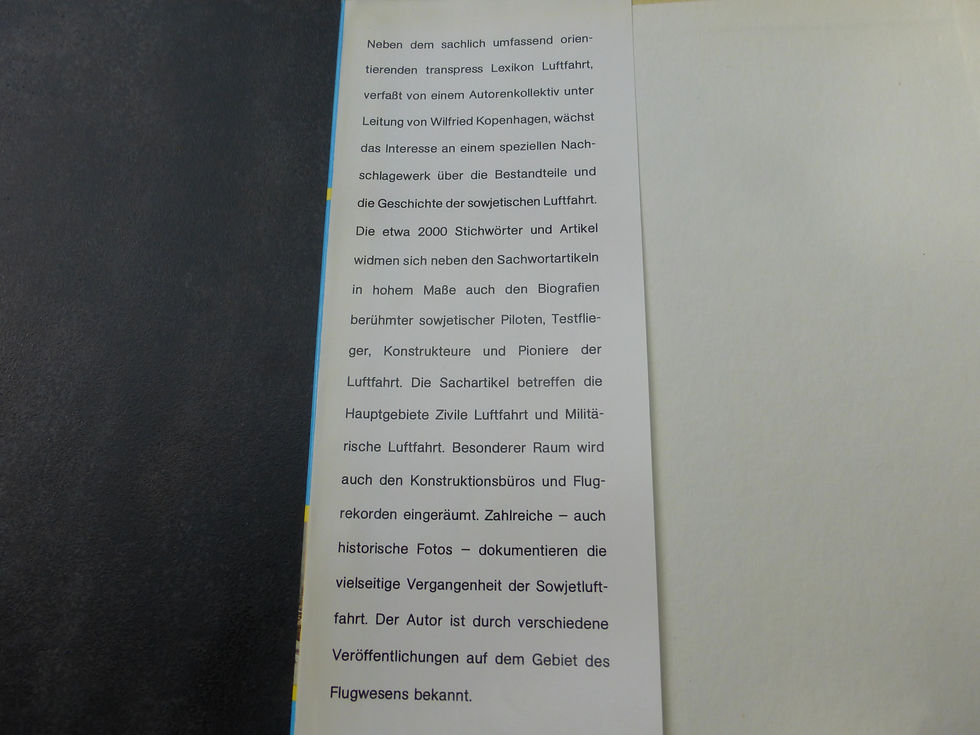 Neben dem sachlich umfassend orien-
tierenden transpress Lexikon Luftfahrt,
verfaßt von einem Autorenkollektiv unter
Leitung von Wilfried Kopenhagen, wächst
das Interesse an einem speziellen Nach-
schlagewerk über die Bestandteile und
die Geschichte der sowjetischen Luftfahrt.
Die etwa 2000 Stichwörter und Artikel
widmen sich neben den Sachwortartikeln
in hohem Maße auch den Biografien
berühmter sowjetischer Piloten, Testflie-
ger, Konstrukteure und Pioniere der
Luftfahrt. Die Sachartikel betreffen die
Hauptgebiete Zivile Luftfahrt und Militä-
rische Luftfahrt. Besonderer Raum wird
auch den Konstruktionsbüros und Flug-
rekorden eingeräumt. Zahlreiche – auch
historische Fotos – dokumentieren die
vielseitige Vergangenheit der Sowjetluft-
fahrt. Der Autor ist durch verschiedene
Veröffentlichungen auf dem Gebiet des
Flugwesens bekannt.